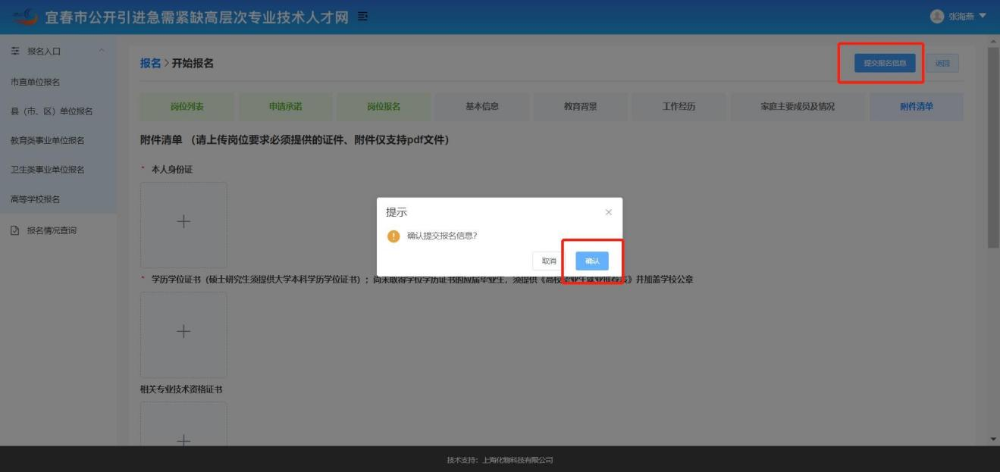 宜春市公开引进急需紧缺高层次专业技术人才网
张海燕
报名入口
市直单位报名
县（市、区）单位报名
教育类事业单位报名
卫生类事业单位报名
高等学校报名
报名情况查询
报名 > 开始报名
提交报名信息
返回
岗位列表
申请承诺
岗位报名
基本信息
教育背景
工作经历
家庭主要成员及情况
附件清单
附件清单 （请上传岗位要求必须提供的证件、附件仅支持pdf文件）
* 本人身份证
提示
确认提交报名信息?
取消
确认
* 学历学位证书（硕士研究生须提供大学本科学历学位证书）; 尚未取得学位学历证书的应届毕业生，须提供《高校毕业生就业推荐表》并加盖学校公章
相关专业技术资格证书
技术支持：上海化物科技有限公司